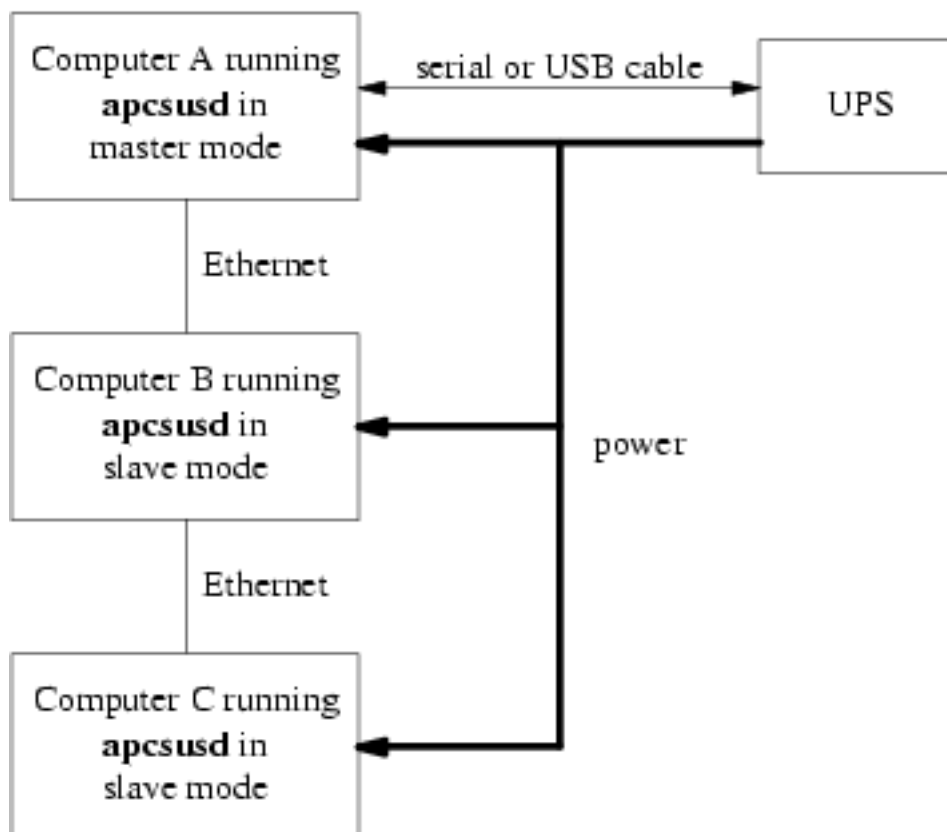 Computer A running
apcsusd in
master mode
serial or USB cable
UPS
Ethernet
Computer B running
apcsusd in
slave mode
power
Ethernet
Computer C running
apcsusd in
slave mode